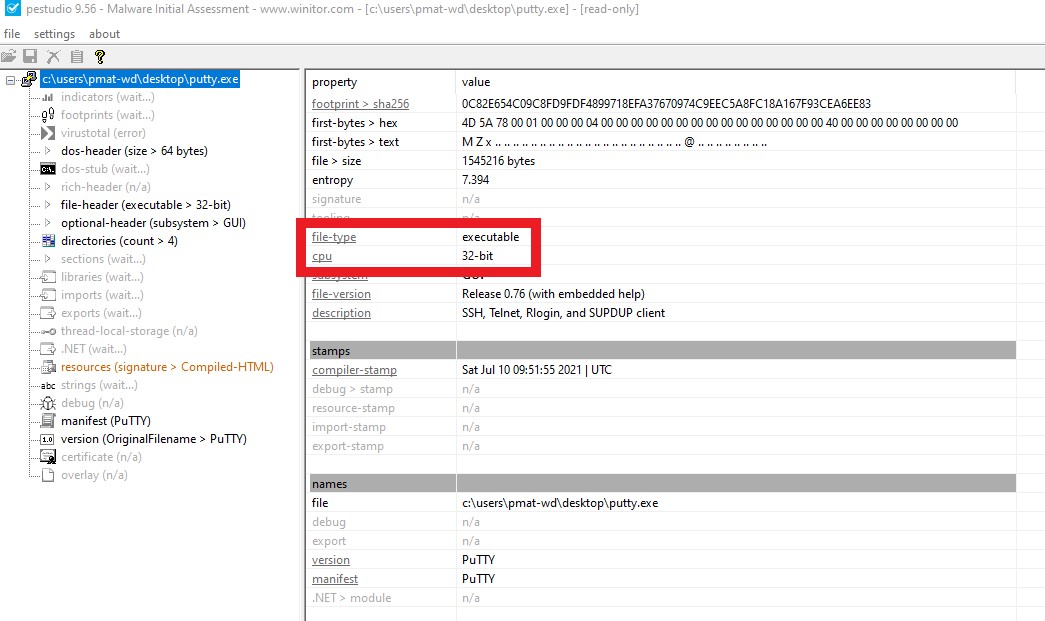 pestudio 9.56 - Malware Initial Assessment - www.winitor.com - [c:\users\pmat-wd\desktop\putty.exe] - [read-only]
file settings about
c:\users\pmat-wd\desktop\putty.exe
indicators (wait...)
footprints (wait...)
virustotal (error)
dos-header (size > 64 bytes)
dos-stub (wait...)
rich-header (n/a)
file-header (executable > 32-bit)
optional-header (subsystem > GUI)
directories (count > 4)
sections (wait...)
libraries (wait...)
imports (wait...)
exports (wait...)
thread-local-storage (n/a)
.NET (wait...)
resources (signature > Compiled-HTML)
abc strings (wait...)
debug (n/a)
manifest (PuTTY)
1.0 version (OriginalFilename > PuTTY)
certificate (n/a)
overlay (n/a)
property value
footprint > sha256 0C82E654C09C8FD9FDF4899718EFA37670974C9EEC5A8FC18A167F93CEA6EE83
first-bytes > hex 4D 5A 78 00 01 00 00 00 04 00 00 00 00 00 00 00 00 00 00 00 00 00 00 00 40 00 00 00 00 00 00 00
first-bytes > text M Z x .. .. .. .. .. .. .. .. .. .. .. .. .. .. .. .. .. .. .. .. .. @ .. .. .. .. .. .. ..
file > size 1545216 bytes
entropy 7.394
signature n/a
tooling n/a
file-type executable
cpu 32-bit
subsystem GUI
file-version Release 0.76 (with embedded help)
description SSH, Telnet, Rlogin, and SUPDUP client
stamps
compiler-stamp Sat Jul 10 09:51:55 2021 | UTC
debug > stamp n/a
resource-stamp n/a
import-stamp n/a
export-stamp n/a
names
file c:\users\pmat-wd\desktop\putty.exe
debug n/a
export n/a
version PuTTY
manifest PuTTY
.NET > module n/a